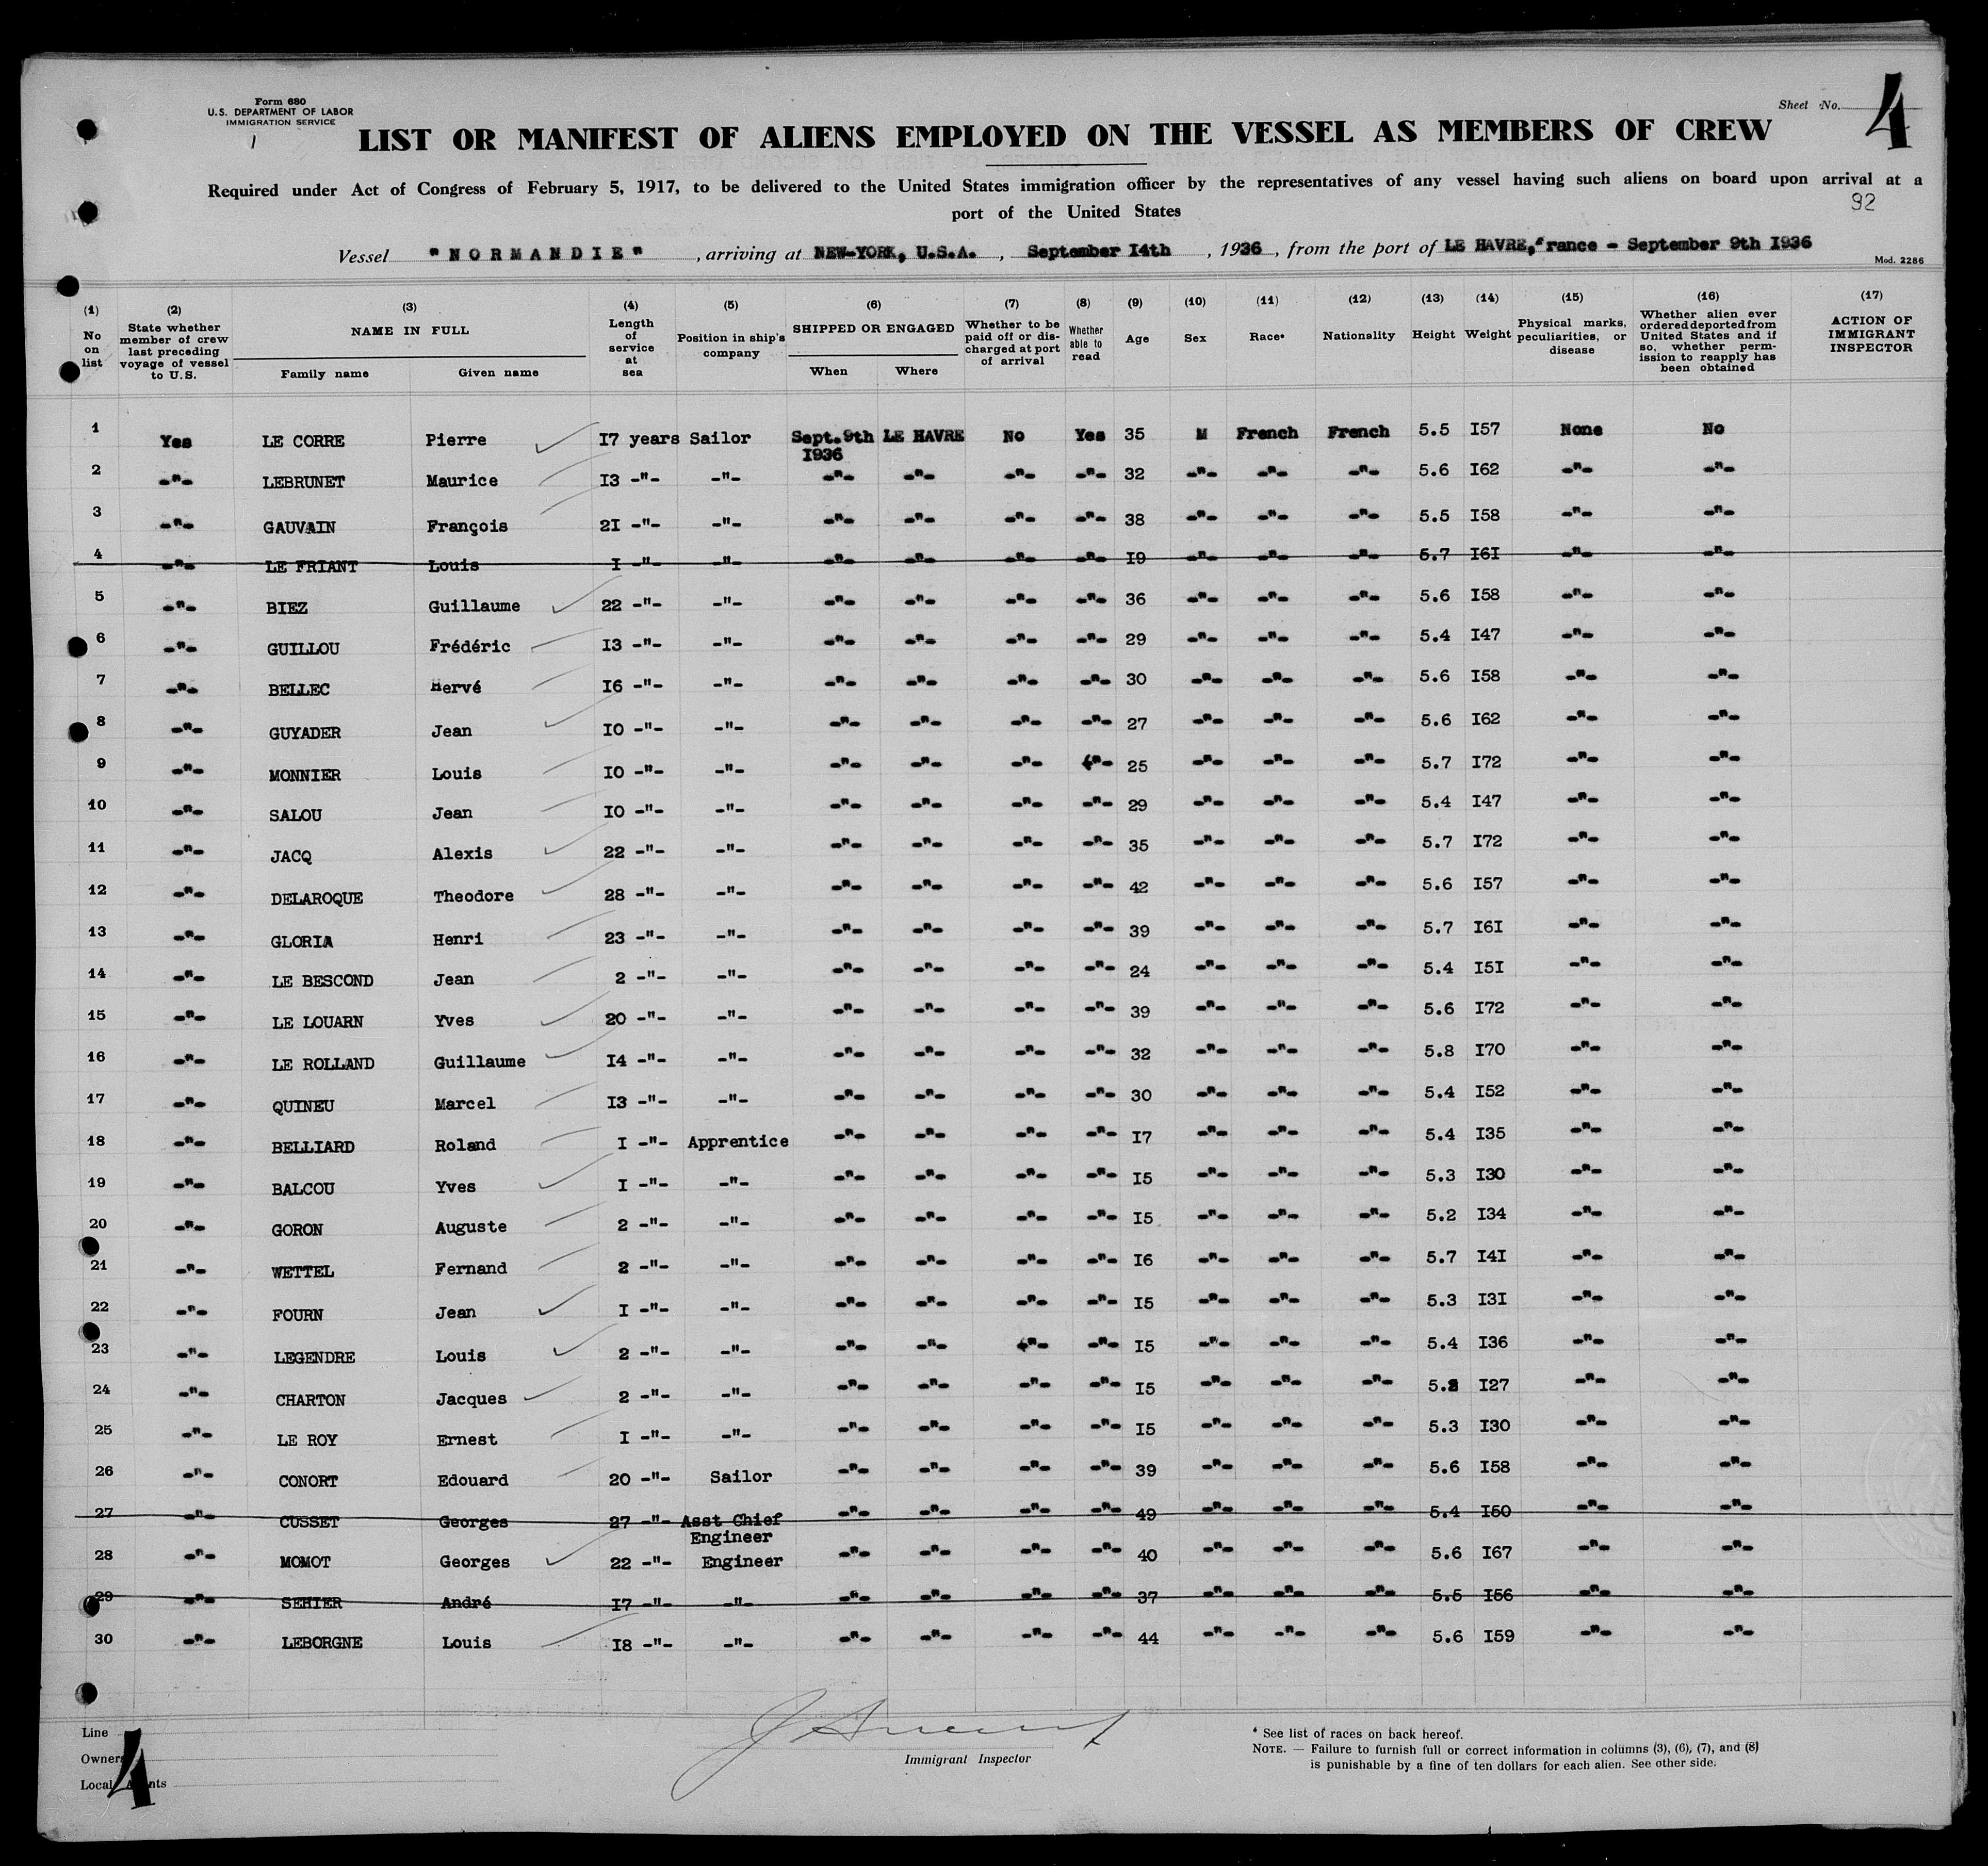 Form 680
U.S. DEPARTMENT OF LABOR
IMMIGRATION SERVICE
Sheet No. 4
LIST OR MANIFEST OF ALIENS EMPLOYED ON THE VESSEL AS MEMBERS OF CREW
Required under Act of Congress of February 5, 1917, to be delivered to the United States immigration officer by the representatives of any vessel having such aliens on board upon arrival at a
port of the United States
92
Vessel "NORMANDIE", arriving at NEW-YORK, U.S.A., September I4th, 1936, from the port of LE HAVRE, France - September 9th I936
Mod. 2286
(1) (2) (3) (4) (5) (6) (7) (8) (9) (10) (11) (12) (13) (14) (15) (16) (17)
No on list | State whether member of crew last preceding voyage of vessel to U.S. | NAME IN FULL Family name Given name | Length of service at sea | Position in ship's company | SHIPPED OR ENGAGED When Where | Whether to be paid off or discharged at port of arrival | Whether able to read | Age | Sex | Race* | Nationality | Height | Weight | Physical marks, peculiarities, or disease | Whether alien ever ordered deported from United States and if so, whether permission to reapply has been obtained | ACTION OF IMMIGRANT INSPECTOR
1 Yes LE CORRE Pierre I7 years Sailor Sept. 9th I936 LE HAVRE No Yes 35 M French French 5.5 I57 None No
2 -"- LEBRUNET Maurice I3 -"- -"- -"- -"- -"- -"- 32 -"- -"- -"- 5.6 I62 -"- -"-
3 -"- GAUVAIN François 2I -"- -"- -"- -"- -"- -"- 38 -"- -"- -"- 5.5 I58 -"- -"-
4 -"- LE FRIANT Louis I -"- -"- -"- -"- -"- -"- I9 -"- -"- -"- 5.7 I6I -"- -"-
5 -"- BIEZ Guillaume 22 -"- -"- -"- -"- -"- -"- 36 -"- -"- -"- 5.6 I58 -"- -"-
6 -"- GUILLOU Frédéric I3 -"- -"- -"- -"- -"- -"- 29 -"- -"- -"- 5.4 I47 -"- -"-
7 -"- BELLEC Hervé I6 -"- -"- -"- -"- -"- -"- 30 -"- -"- -"- 5.6 I58 -"- -"-
8 -"- GUYADER Jean I0 -"- -"- -"- -"- -"- -"- 27 -"- -"- -"- 5.6 I62 -"- -"-
9 -"- MONNIER Louis I0 -"- -"- -"- -"- -"- -"- 25 -"- -"- -"- 5.7 I72 -"- -"-
10 -"- SALOU Jean I0 -"- -"- -"- -"- -"- -"- 29 -"- -"- -"- 5.4 I47 -"- -"-
11 -"- JACQ Alexis 22 -"- -"- -"- -"- -"- -"- 35 -"- -"- -"- 5.7 I72 -"- -"-
12 -"- DELAROQUE Theodore 28 -"- -"- -"- -"- -"- -"- 42 -"- -"- -"- 5.6 I57 -"- -"-
13 -"- GLORIA Henri 23 -"- -"- -"- -"- -"- -"- 39 -"- -"- -"- 5.7 I6I -"- -"-
14 -"- LE BESCOND Jean 2 -"- -"- -"- -"- -"- -"- 24 -"- -"- -"- 5.4 I5I -"- -"-
15 -"- LE LOUARN Yves 20 -"- -"- -"- -"- -"- -"- 39 -"- -"- -"- 5.6 I72 -"- -"-
16 -"- LE ROLLAND Guillaume I4 -"- -"- -"- -"- -"- -"- 32 -"- -"- -"- 5.8 I70 -"- -"-
17 -"- QUINEU Marcel I3 -"- -"- -"- -"- -"- -"- 30 -"- -"- -"- 5.4 I52 -"- -"-
18 -"- BELLIARD Roland I -"- Apprentice -"- -"- -"- -"- I7 -"- -"- -"- 5.4 I35 -"- -"-
19 -"- BALCOU Yves I -"- -"- -"- -"- -"- -"- I5 -"- -"- -"- 5.3 I30 -"- -"-
20 -"- GORON Auguste 2 -"- -"- -"- -"- -"- -"- I5 -"- -"- -"- 5.2 I34 -"- -"-
21 -"- WETTEL Fernand 2 -"- -"- -"- -"- -"- -"- I6 -"- -"- -"- 5.7 I4I -"- -"-
22 -"- FOURN Jean I -"- -"- -"- -"- -"- -"- I5 -"- -"- -"- 5.3 I3I -"- -"-
23 -"- LEGENDRE Louis 2 -"- -"- -"- -"- -"- -"- I5 -"- -"- -"- 5.4 I36 -"- -"-
24 -"- CHARTON Jacques 2 -"- -"- -"- -"- -"- -"- I5 -"- -"- -"- I27 -"- -"-
25 -"- LE ROY Ernest I -"- -"- -"- -"- -"- -"- I5 -"- -"- -"- 5.3 I30 -"- -"-
26 -"- CONORT Edouard 20 -"- Sailor -"- -"- -"- -"- 39 -"- -"- -"- 5.6 I58 -"- -"-
27 -"- CUSSET Georges 27 -"- Asst Chief Engineer -"- -"- -"- -"- 49 -"- -"- -"- 5.4 I50 -"- -"-
28 -"- MOMOT Georges 22 -"- Engineer -"- -"- -"- -"- 40 -"- -"- -"- 5.6 I67 -"- -"-
29 -"- SEHIER André I7 -"- -"- -"- -"- -"- -"- 37 -"- -"- -"- 5.5 I56 -"- -"-
30 -"- LEBORGNE Louis I8 -"- -"- -"- -"- -"- -"- 44 -"- -"- -"- 5.6 I59 -"- -"-
Line
Owners
Local Agents
4
Immigrant Inspector
* See list of races on back hereof.
NOTE. — Failure to furnish full or correct information in columns (3), (6), (7), and (8)
is punishable by a fine of ten dollars for each alien. See other side.